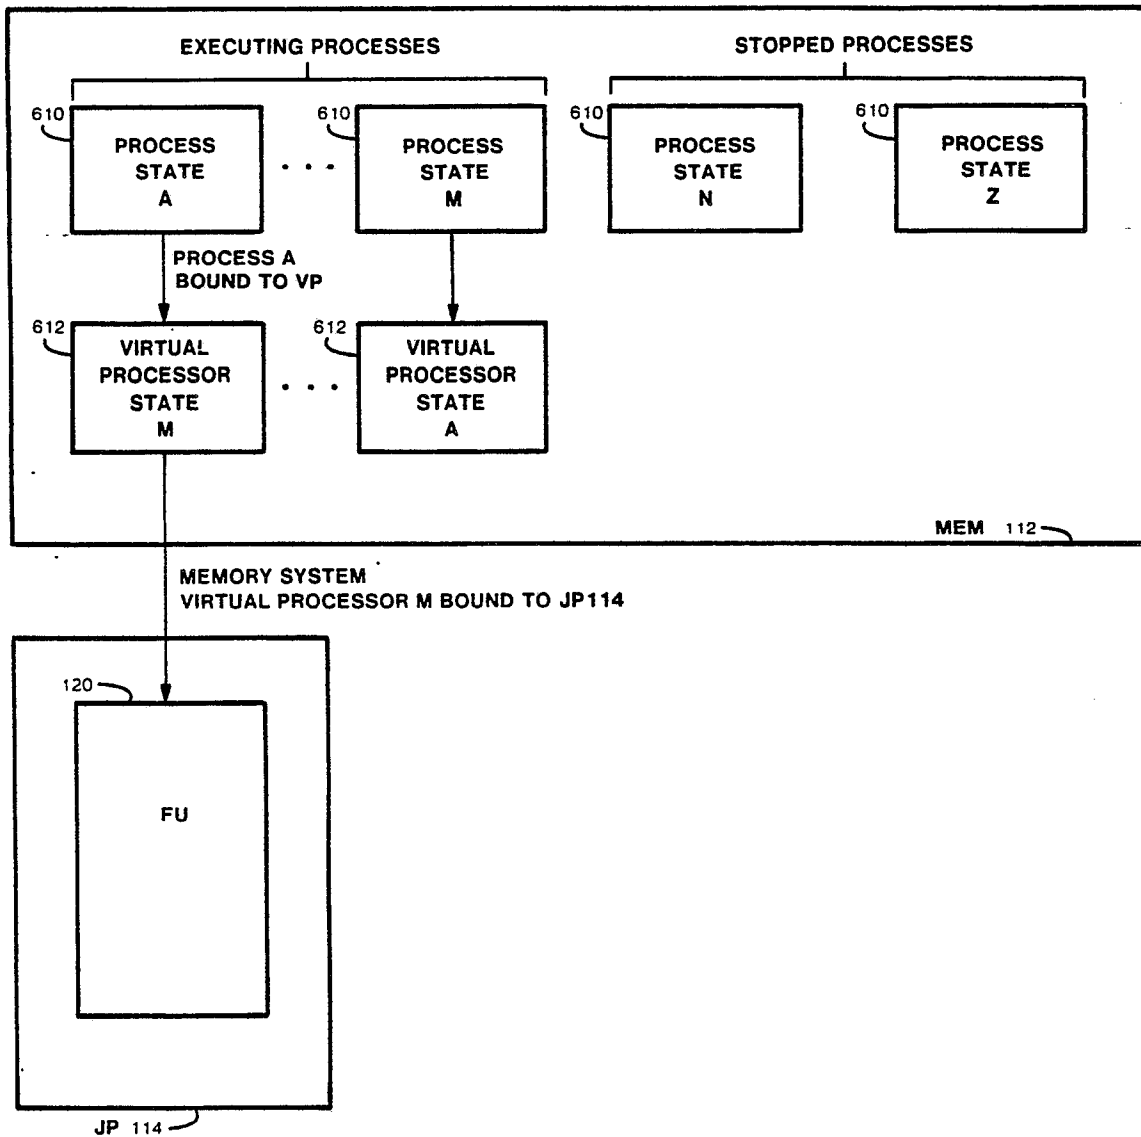 EXECUTING PROCESSES
STOPPED PROCESSES
610
PROCESS
STATE
A
. . .
610
PROCESS
STATE
M
610
PROCESS
STATE
N
610
PROCESS
STATE
Z
PROCESS A
BOUND TO VP
612
VIRTUAL
PROCESSOR
STATE
M
. . .
612
VIRTUAL
PROCESSOR
STATE
A
MEM 112
MEMORY SYSTEM
VIRTUAL PROCESSOR M BOUND TO JP114
120
FU
JP 114